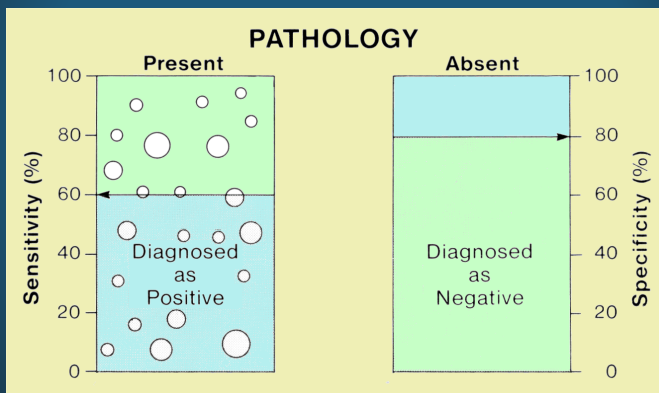 PATHOLOGY
Present
Absent
Sensitivity (%)
100
80
60
40
20
0
Diagnosed
as
Positive
Diagnosed
as
Negative
100
80
60
40
20
0
Specificity (%)